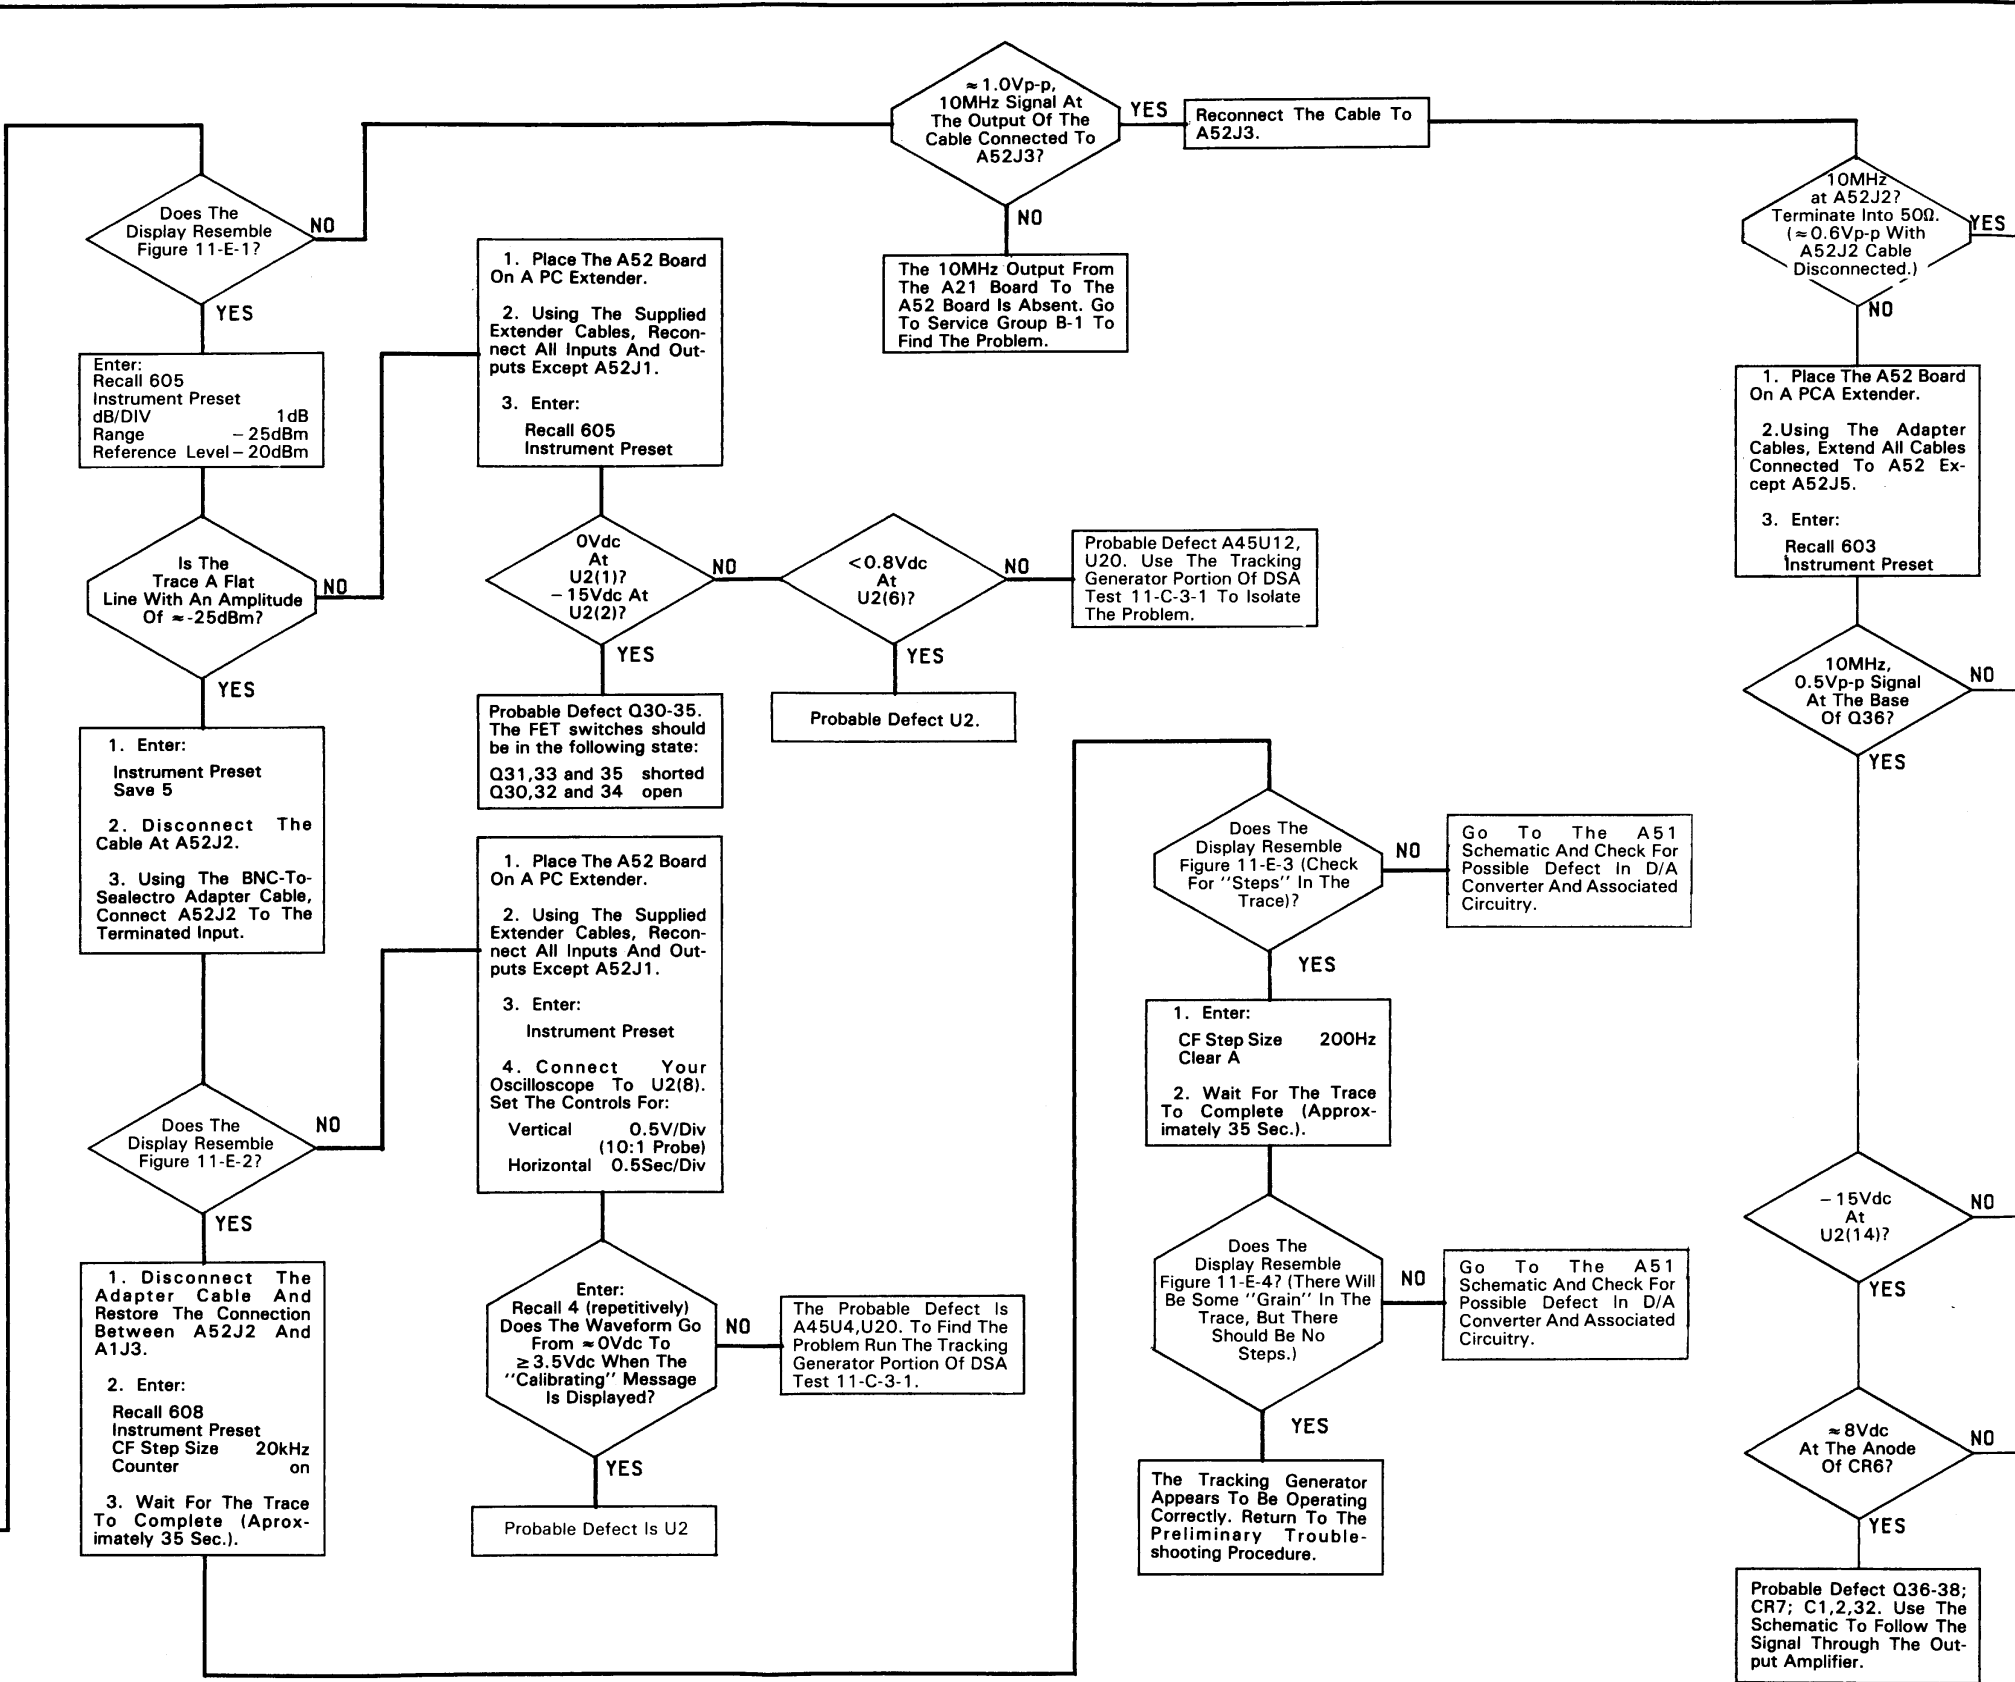 ≈ 1.0Vp-p,
10MHz Signal At
The Output Of The
Cable Connected To
A52J3?
YES
NO
Reconnect The Cable To
A52J3.
The 10MHz Output From
The A21 Board To The
A52 Board Is Absent. Go
To Service Group B-1 To
Find The Problem.
Does The
Display Resemble
Figure 11-E-1?
NO
YES
Enter:
Recall 605
Instrument Preset
dB/DIV 1dB
Range – 25dBm
Reference Level – 20dBm
Is The
Trace A Flat
Line With An Amplitude
Of ≈ -25dBm?
NO
YES
1. Enter:
Instrument Preset
Save 5
2. Disconnect The
Cable At A52J2.
3. Using The BNC-To-
Sealectro Adapter Cable,
Connect A52J2 To The
Terminated Input.
Does The
Display Resemble
Figure 11-E-2?
NO
YES
1. Disconnect The
Adapter Cable And
Restore The Connection
Between A52J2 And
A1J3.
2. Enter:
Recall 608
Instrument Preset
CF Step Size 20kHz
Counter on
3. Wait For The Trace
To Complete (Aprox-
imately 35 Sec.).
1. Place The A52 Board
On A PC Extender.
2. Using The Supplied
Extender Cables, Recon-
nect All Inputs And Out-
puts Except A52J1.
3. Enter:
Recall 605
Instrument Preset
0Vdc
At
U2(1)?
– 15Vdc At
U2(2)?
NO
YES
<0.8Vdc
At
U2(6)?
NO
YES
Probable Defect A45U12,
U20. Use The Tracking
Generator Portion Of DSA
Test 11-C-3-1 To Isolate
The Problem.
Probable Defect U2.
Probable Defect Q30-35.
The FET switches should
be in the following state:
Q31,33 and 35 shorted
Q30,32 and 34 open
1. Place The A52 Board
On A PC Extender.
2. Using The Supplied
Extender Cables, Recon-
nect All Inputs And Out-
puts Except A52J1.
3. Enter:
Instrument Preset
4. Connect Your
Oscilloscope To U2(8).
Set The Controls For:
Vertical 0.5V/Div
(10:1 Probe)
Horizontal 0.5Sec/Div
Enter:
Recall 4 (repetitively)
Does The Waveform Go
From ≈ 0Vdc To
≥ 3.5Vdc When The
"Calibrating" Message
Is Displayed?
NO
YES
The Probable Defect Is
A45U4,U20. To Find The
Problem Run The Tracking
Generator Portion Of DSA
Test 11-C-3-1.
Probable Defect Is U2
Does The
Display Resemble
Figure 11-E-3 (Check
For "Steps" In The
Trace)?
NO
YES
Go To The A51
Schematic And Check For
Possible Defect In D/A
Converter And Associated
Circuitry.
1. Enter:
CF Step Size 200Hz
Clear A
2. Wait For The Trace
To Complete (Approx-
imately 35 Sec.).
Does The
Display Resemble
Figure 11-E-4? (There Will
Be Some "Grain" In The
Trace, But There
Should Be No
Steps.)
NO
YES
Go To The A51
Schematic And Check For
Possible Defect In D/A
Converter And Associated
Circuitry.
The Tracking Generator
Appears To Be Operating
Correctly. Return To The
Preliminary Trouble-
shooting Procedure.
10MHz
at A52J2?
Terminate Into 50Ω.
(≈ 0.6Vp-p With
A52J2 Cable
Disconnected.)
YES
NO
1. Place The A52 Board
On A PCA Extender.
2.Using The Adapter
Cables, Extend All Cables
Connected To A52 Ex-
cept A52J5.
3. Enter:
Recall 603
Instrument Preset
10MHz,
0.5Vp-p Signal
At The Base
Of Q36?
NO
YES
– 15Vdc
At
U2(14)?
NO
YES
≈ 8Vdc
At The Anode
Of CR6?
NO
YES
Probable Defect Q36-38;
CR7; C1,2,32. Use The
Schematic To Follow The
Signal Through The Out-
put Amplifier.